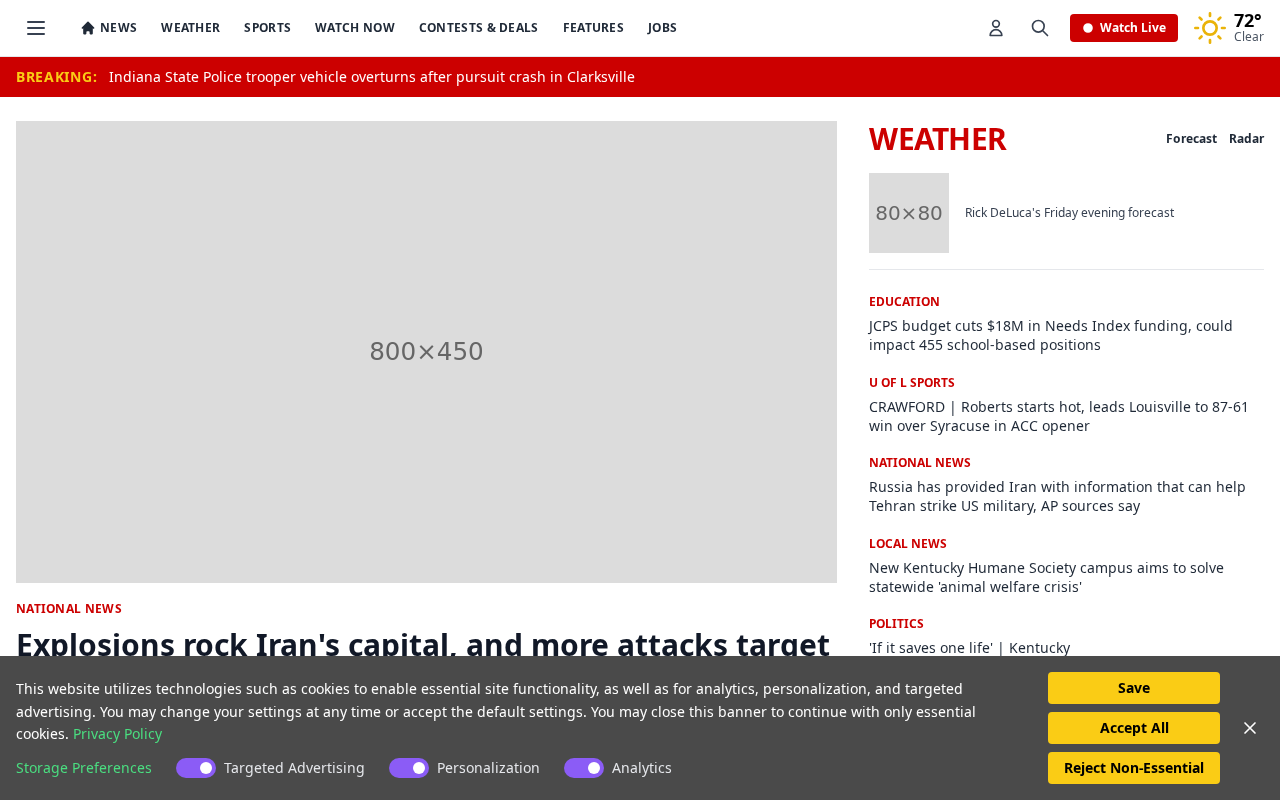 NEWS WEATHER SPORTS WATCH NOW CONTESTS & DEALS FEATURES JOBS
Watch Live
72°
Clear
BREAKING: Indiana State Police trooper vehicle overturns after pursuit crash in Clarksville
800×450
NATIONAL NEWS
Explosions rock Iran's capital, and more attacks target
WEATHER
Forecast Radar
80×80
Rick DeLuca's Friday evening forecast
EDUCATION
JCPS budget cuts $18M in Needs Index funding, could
impact 455 school-based positions
U OF L SPORTS
CRAWFORD | Roberts starts hot, leads Louisville to 87-61
win over Syracuse in ACC opener
NATIONAL NEWS
Russia has provided Iran with information that can help
Tehran strike US military, AP sources say
LOCAL NEWS
New Kentucky Humane Society campus aims to solve
statewide 'animal welfare crisis'
POLITICS
'If it saves one life' | Kentucky
This website utilizes technologies such as cookies to enable essential site functionality, as well as for analytics, personalization, and targeted
advertising. You may change your settings at any time or accept the default settings. You may close this banner to continue with only essential
cookies. Privacy Policy
Storage Preferences Targeted Advertising Personalization Analytics
Save
Accept All
Reject Non-Essential